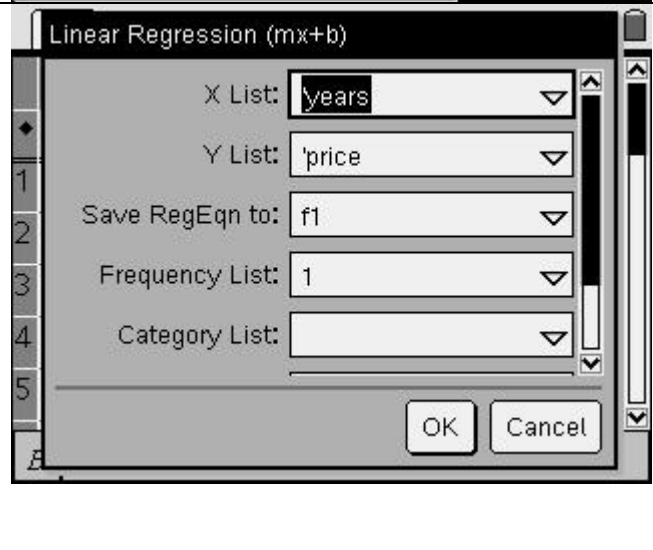 Linear Regression (mx+b)
X List: 'years
Y List: 'price
Save RegEqn to: f1
Frequency List: 1
Category List:
1
2
3
4
5
OK Cancel